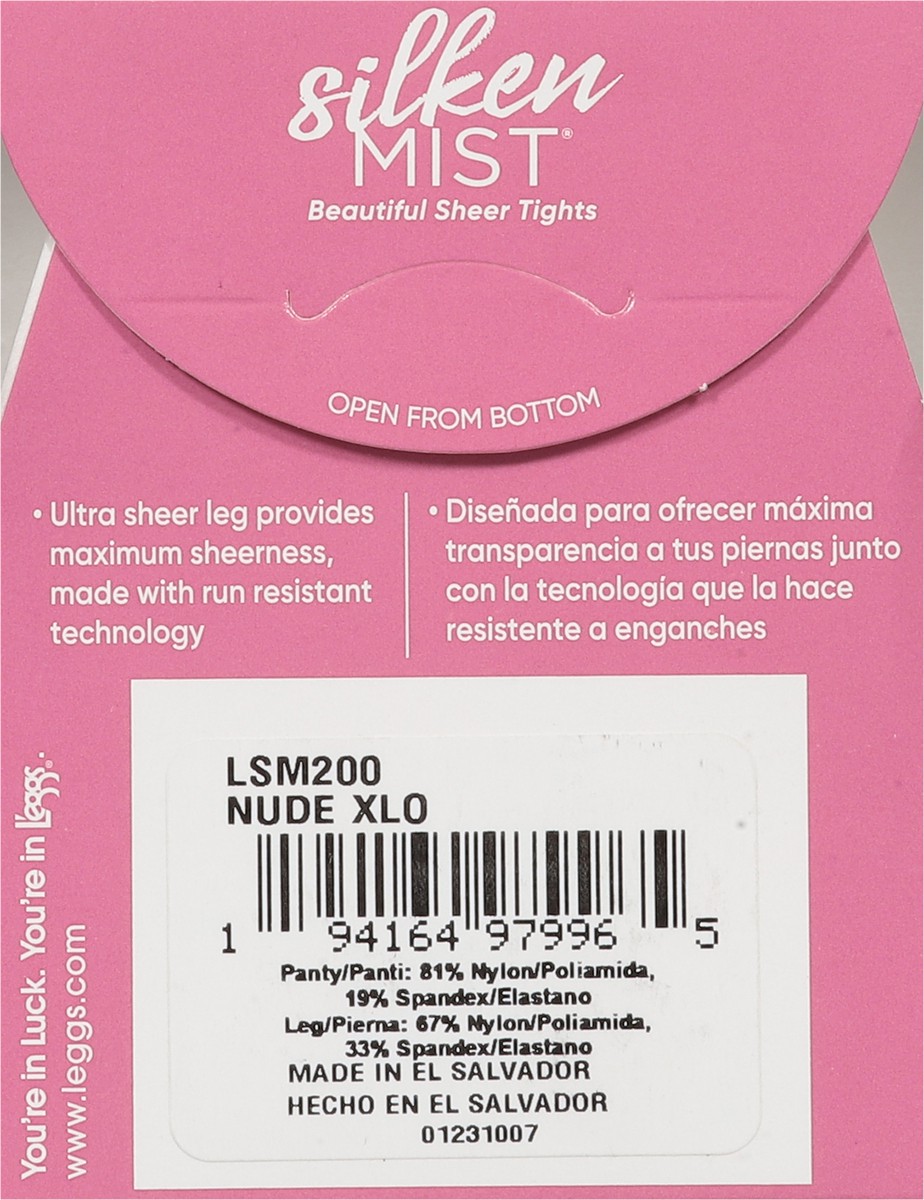 silken
MIST®
Beautiful Sheer Tights
OPEN FROM BOTTOM
• Ultra sheer leg provides
maximum sheerness,
made with run resistant
technology
• Diseñada para ofrecer máxima
transparencia a tus piernas junto
con la tecnología que la hace
resistente a enganches
You're in Luck. You're in L'eggs®.
www.leggs.com
LSM200
NUDE XLO
1 94164 97996 5
Panty/Panti: 81% Nylon/Poliamida,
19% Spandex/Elastano
Leg/Pierna: 67% Nylon/Poliamida,
33% Spandex/Elastano
MADE IN EL SALVADOR
HECHO EN EL SALVADOR
01231007